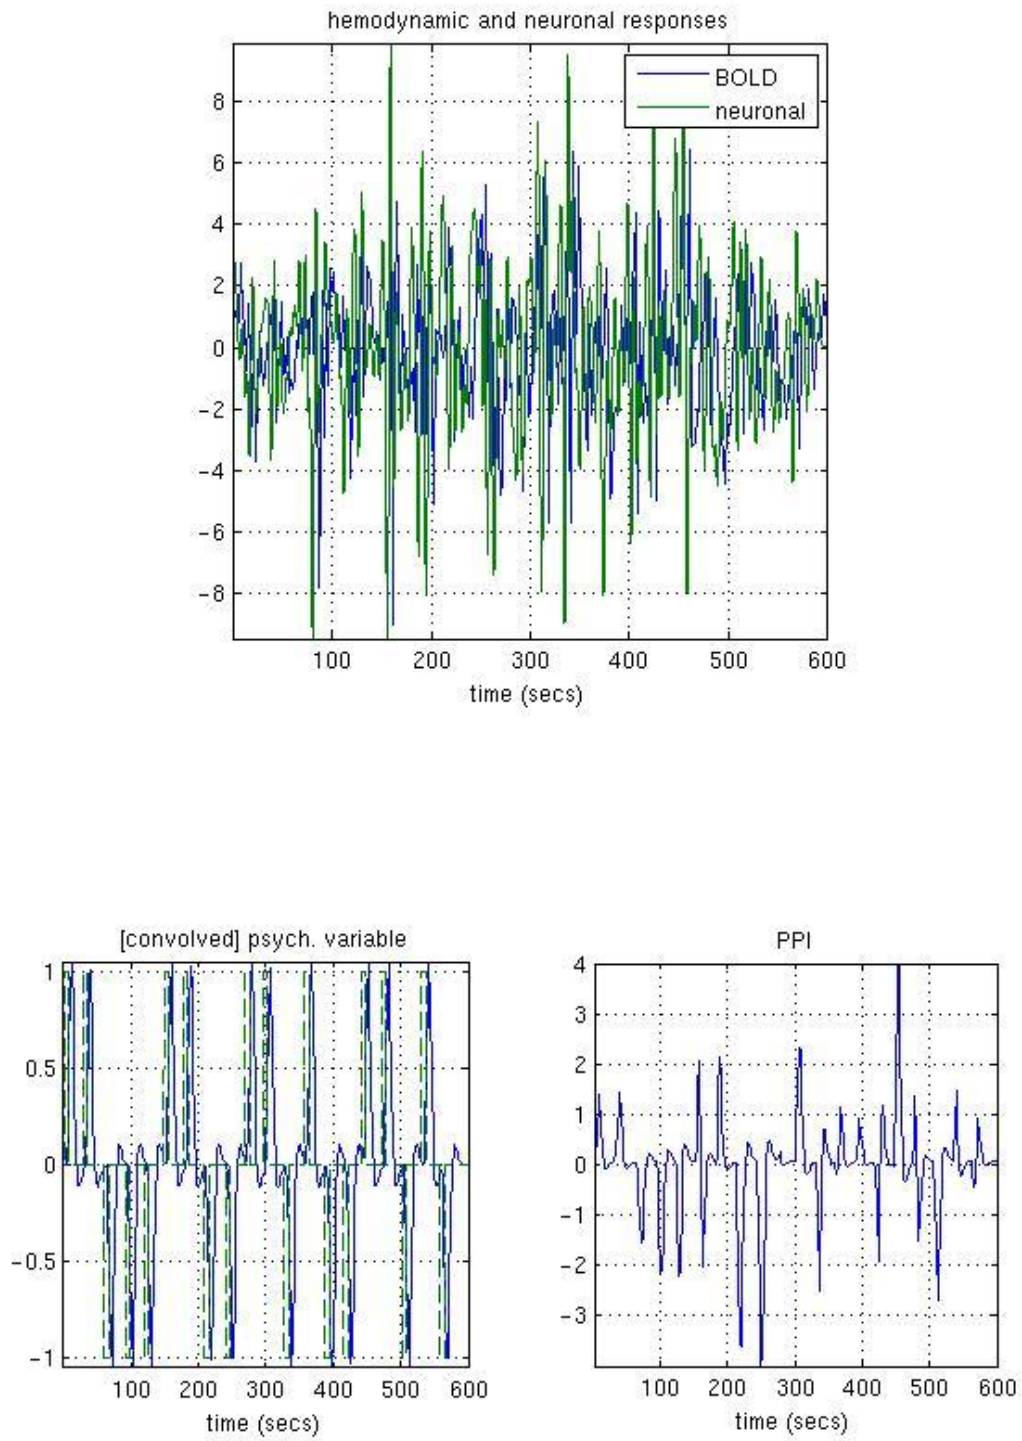 hemodynamic and neuronal responses
BOLD
neuronal
8
6
4
2
0
−2
−4
−6
−8
100 200 300 400 500 600
time (secs)
[convolved] psych. variable
1
0.5
0
−0.5
−1
100 200 300 400 500 600
time (secs)
PPI
4
3
2
1
0
−1
−2
−3
100 200 300 400 500 600
time (secs)